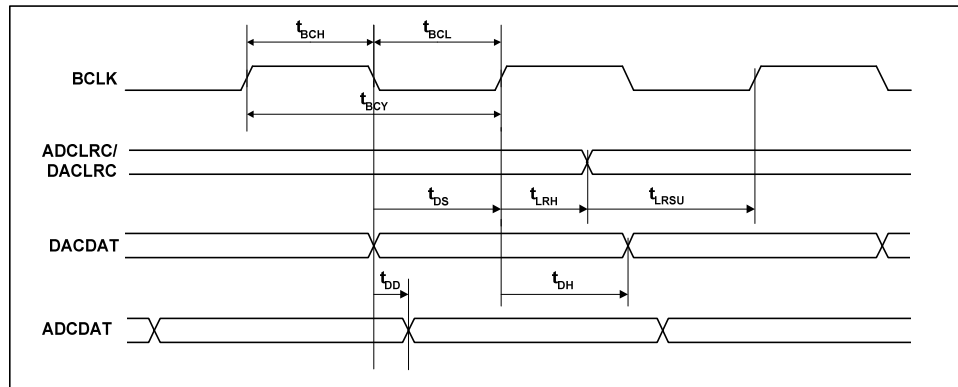 tBCH
tBCL
BCLK
tBCY
ADCLRC/
DACLRC
tDS
tLRH
tLRSU
DACDAT
tDD
tDH
ADCDAT